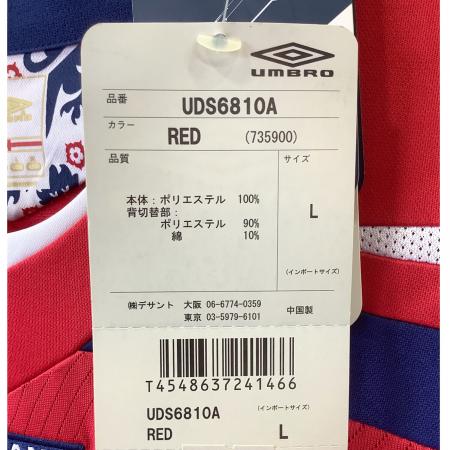 UMBRO
品番 UDS6810A
カラー RED (735900)
品質 サイズ
本体：ポリエステル 100%
背切替部：
ポリエステル 90%
綿 10%
L
(インポートサイズ)
㈱デサント 大阪 06-6774-0359 中国製
東京 03-5979-6101
T4548637241466
UDS6810A (インポートサイズ)
RED L